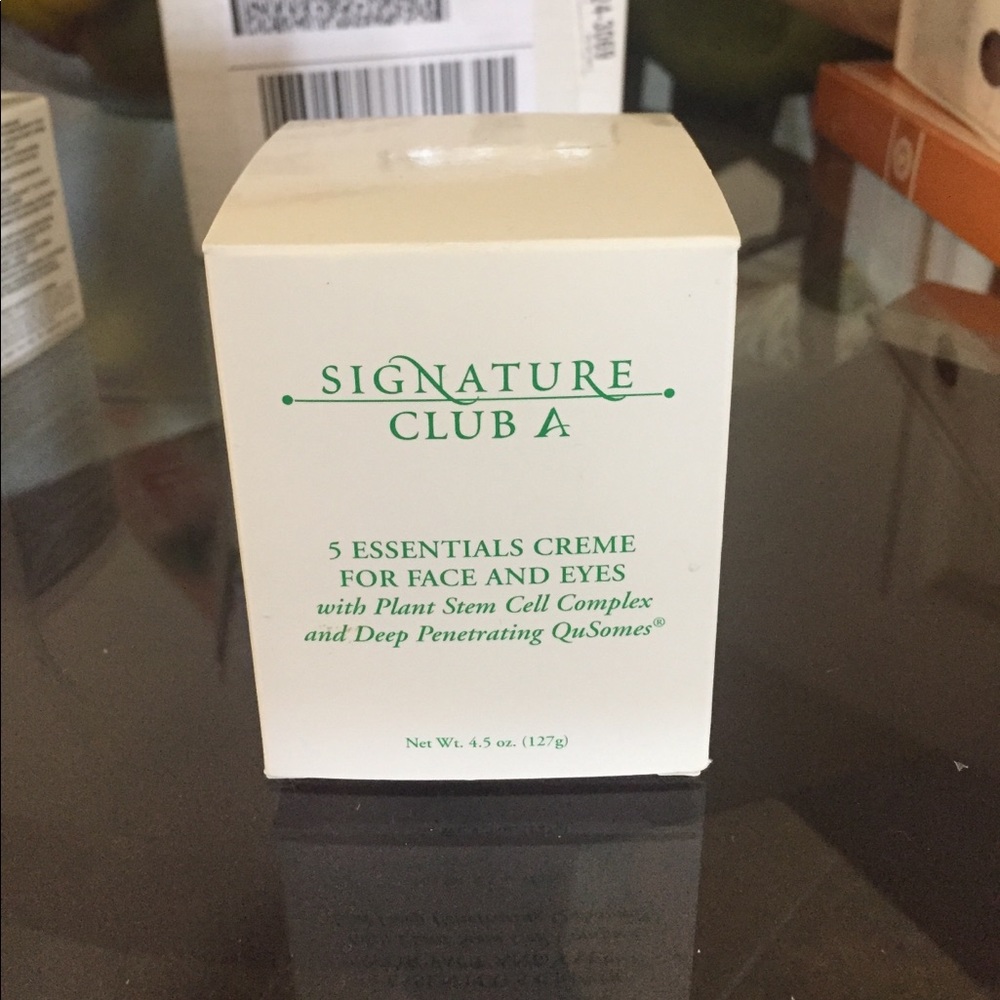 SIGNATURE
CLUB A
5 ESSENTIALS CREME
FOR FACE AND EYES
with Plant Stem Cell Complex
and Deep Penetrating QuSomes®
Net Wt. 4.5 oz. (127g)